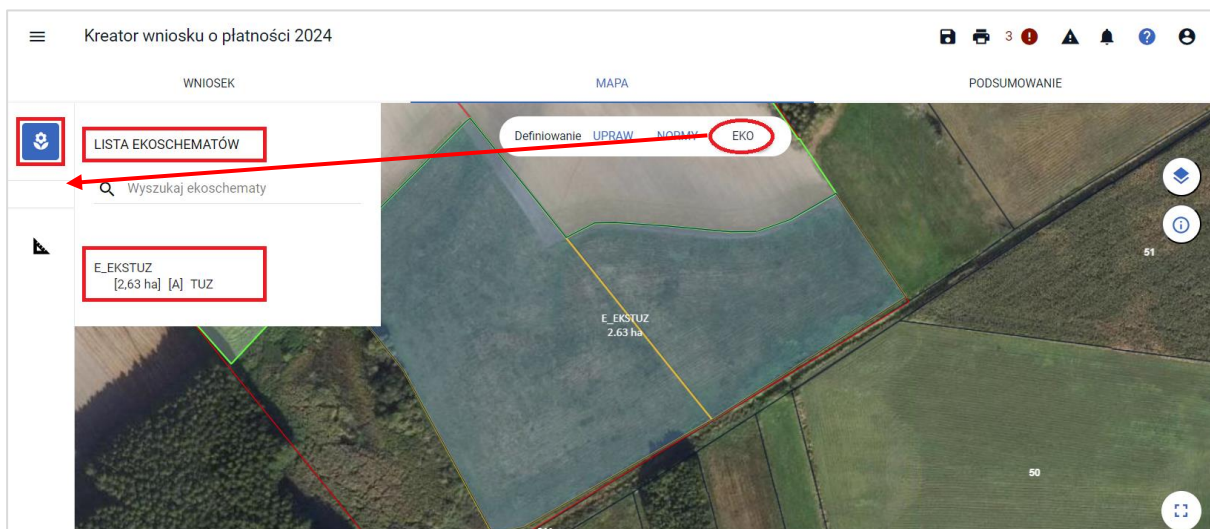 Kreator wniosku o płatności 2024
3
WNIOSEK
MAPA
PODSUMOWANIE
LISTA EKOSCHEMATÓW
Definiowanie UPRAW NORMY EKO
Wyszukaj ekoschematy
E_EKSTUZ
[2,63 ha] [A] TUZ
E_EKSTUZ
2.63 ha
51
50